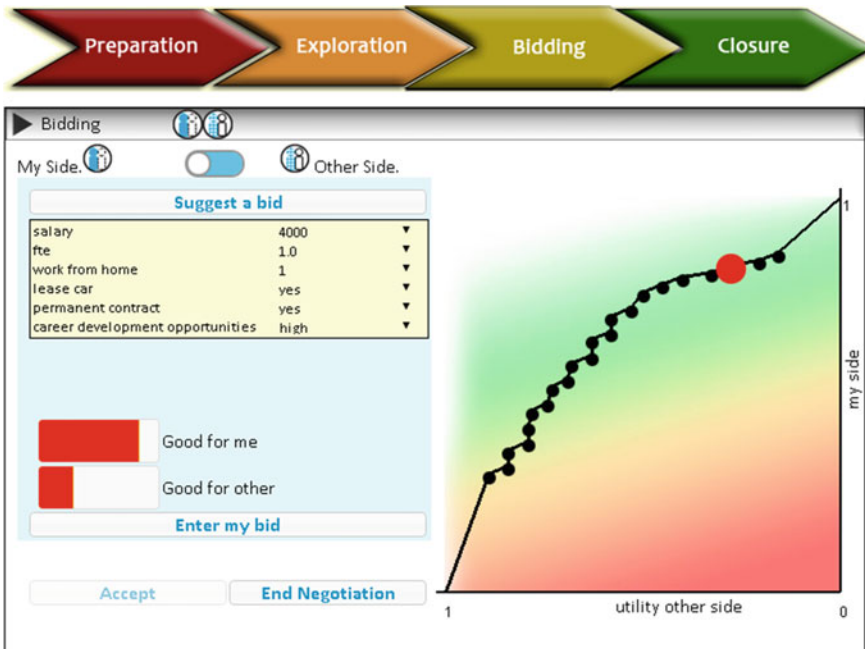 Preparation Exploration Bidding Closure
Bidding
My Side. Other Side.
Suggest a bid
salary 4000
fte 1.0
work from home 1
lease car yes
permanent contract yes
career development opportunities high
Good for me
Good for other
Enter my bid
Accept End Negotiation
1
my side
1 utility other side 0